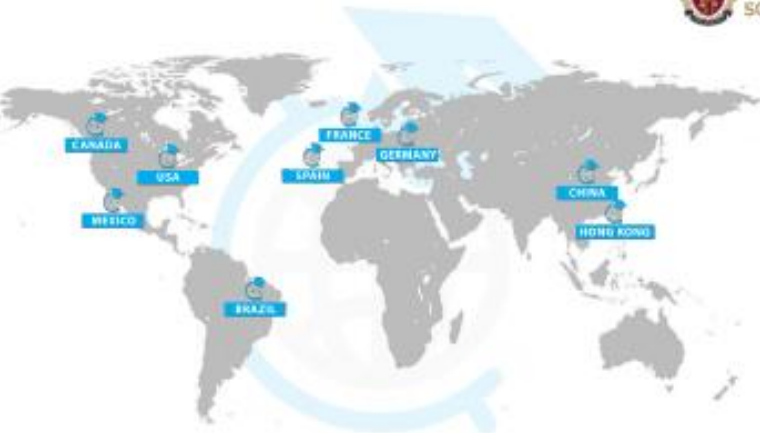 FRANCE
CANADA
GERMANY
USA
SPAIN
CHINA
MEXICO
HONG KONG
BRAZIL